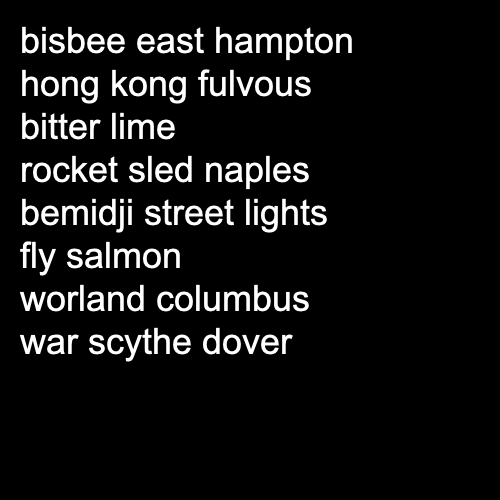 bisbee east hampton
hong kong fulvous
bitter lime
rocket sled naples
bemidji street lights
fly salmon
worland columbus
war scythe dover